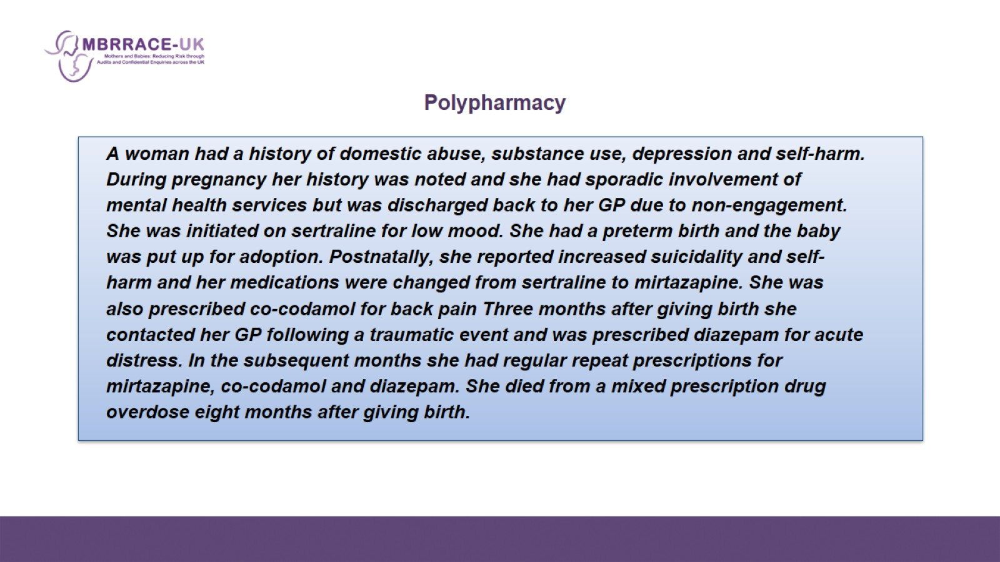 MBRRACE-UK
Mothers and Babies: Reducing Risk through
Audits and Confidential Enquiries across the UK
Polypharmacy
A woman had a history of domestic abuse, substance use, depression and self-harm.
During pregnancy her history was noted and she had sporadic involvement of
mental health services but was discharged back to her GP due to non-engagement.
She was initiated on sertraline for low mood. She had a preterm birth and the baby
was put up for adoption. Postnatally, she reported increased suicidality and self-
harm and her medications were changed from sertraline to mirtazapine. She was
also prescribed co-codamol for back pain Three months after giving birth she
contacted her GP following a traumatic event and was prescribed diazepam for acute
distress. In the subsequent months she had regular repeat prescriptions for
mirtazapine, co-codamol and diazepam. She died from a mixed prescription drug
overdose eight months after giving birth.